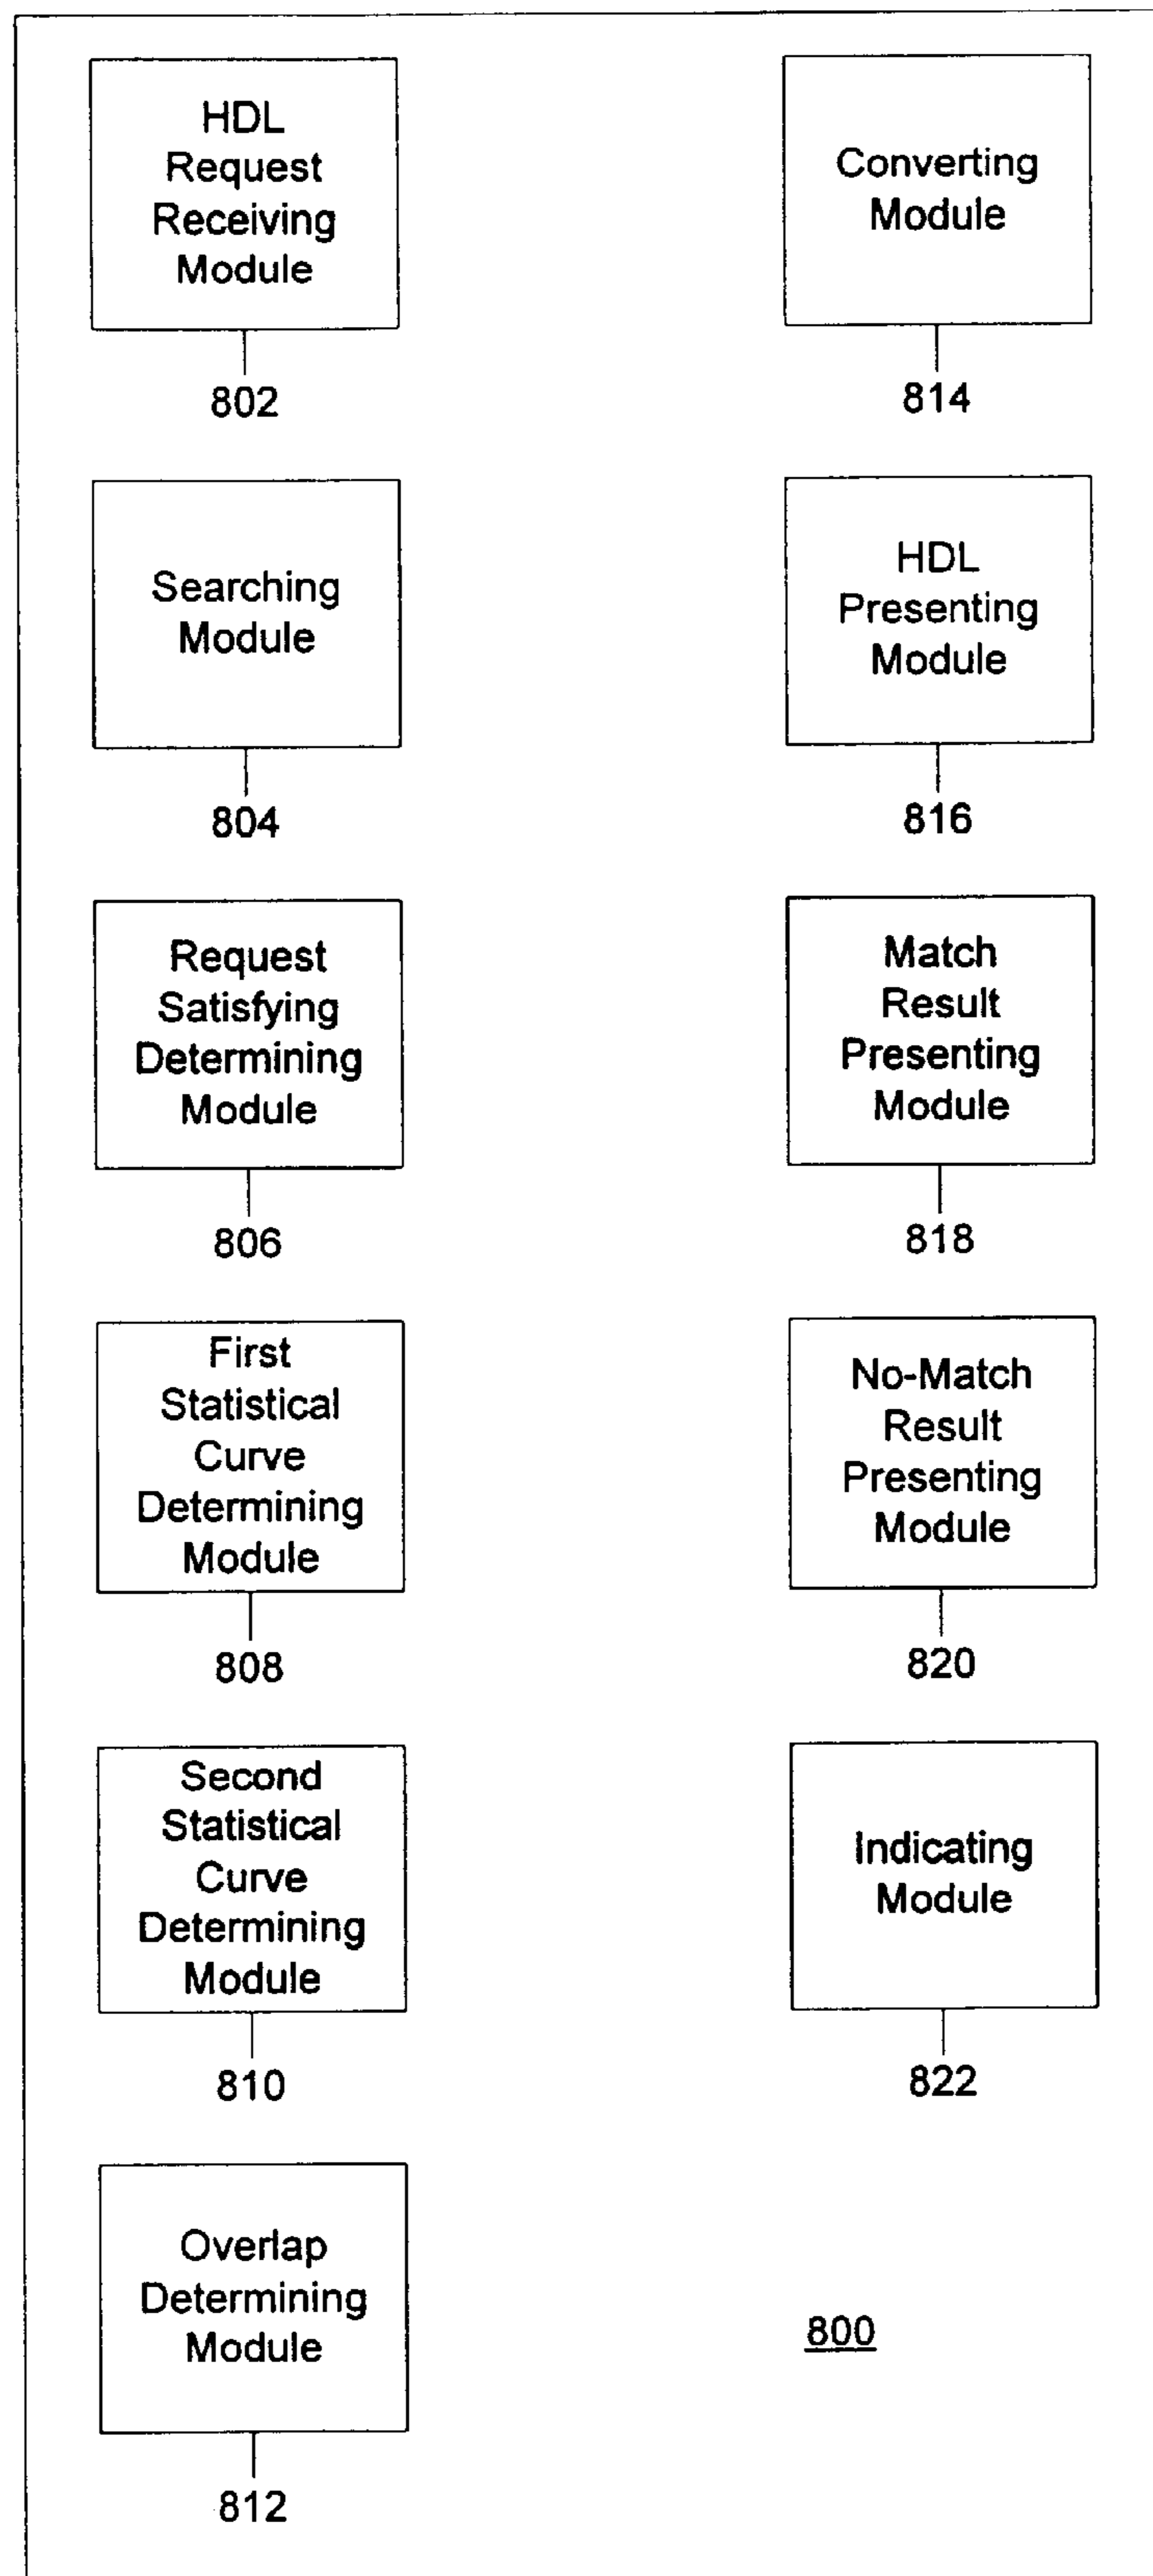 HDL
Request
Receiving
Module
802
Searching
Module
804
Request
Satisfying
Determining
Module
806
First
Statistical
Curve
Determining
Module
808
Second
Statistical
Curve
Determining
Module
810
Overlap
Determining
Module
812
Converting
Module
814
HDL
Presenting
Module
816
Match
Result
Presenting
Module
818
No-Match
Result
Presenting
Module
820
Indicating
Module
822
800